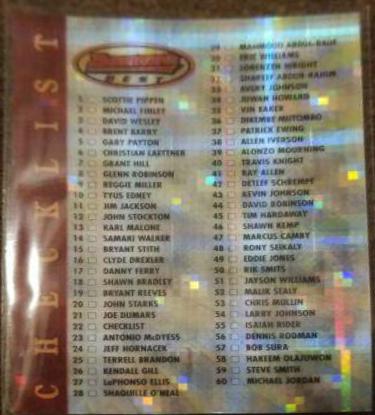 CHECKLIST
Bowman's
BEST
1 SCOTTIE PIPPEN
2 MICHAEL FINLEY
3 DAVID WESLEY
4 BRENT BARRY
5 GARY PAYTON
6 CHRISTIAN LAETTNER
7 GRANT HILL
8 GLENN ROBINSON
9 REGGIE MILLER
10 TYUS EDNEY
11 JIM JACKSON
12 JOHN STOCKTON
13 KARL MALONE
14 SAMAKI WALKER
15 BRYANT STITH
16 CLYDE DREXLER
17 DANNY FERRY
18 SHAWN BRADLEY
19 BRYANT REEVES
20 JOHN STARKS
21 JOE DUMARS
22 CHECKLIST
23 ANTONIO McDYESS
24 JEFF HORNACEK
25 TERRELL BRANDON
26 KENDALL GILL
27 LaPHONSO ELLIS
28 SHAQUILLE O'NEAL
29 MAHMOUD ABDUL-RAUF
30 ERIC WILLIAMS
31 LORENZEN WRIGHT
32 SHAREEF ABDUR-RAHIM
33 AVERY JOHNSON
34 JUWAN HOWARD
35 VIN BAKER
36 DIKEMBE MUTOMBO
37 PATRICK EWING
38 ALLEN IVERSON
39 ALONZO MOURNING
40 TRAVIS KNIGHT
41 RAY ALLEN
42 DETLEF SCHREMPF
43 KEVIN JOHNSON
44 DAVID ROBINSON
45 TIM HARDAWAY
46 SHAWN KEMP
47 MARCUS CAMBY
48 RONY SEIKALY
49 EDDIE JONES
50 RIK SMITS
51 JAYSON WILLIAMS
52 MALIK SEALY
53 CHRIS MULLIN
54 LARRY JOHNSON
55 ISAIAH RIDER
56 DENNIS RODMAN
57 BOB SURA
58 HAKEEM OLAJUWON
59 STEVE SMITH
60 MICHAEL JORDAN